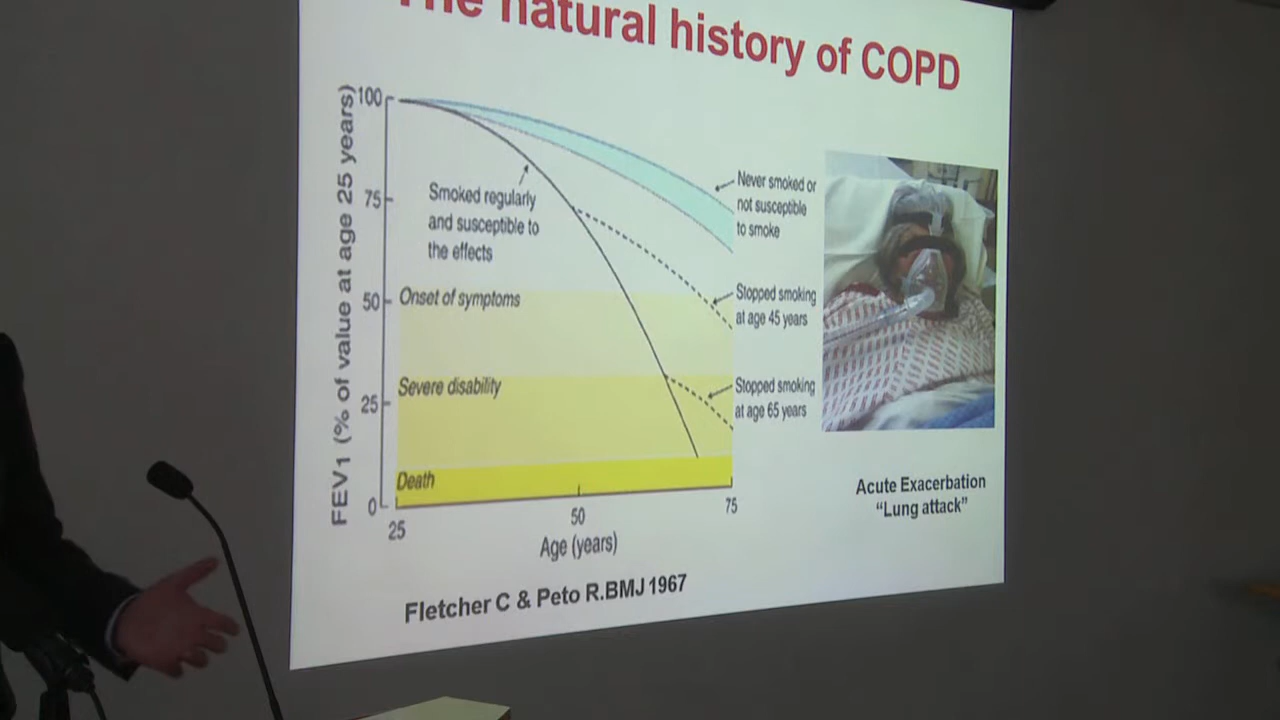 The natural history of COPD
FEV1 (% of value at age 25 years)
100
75
50
25
0
Smoked regularly
and susceptible to
the effects
Onset of symptoms
Severe disability
Death
Never smoked or
not susceptible
to smoke
Stopped smoking
at age 45 years
Stopped smoking
at age 65 years
25
50
75
Age (years)
Acute Exacerbation
“Lung attack”
Fletcher C & Peto R.BMJ 1967